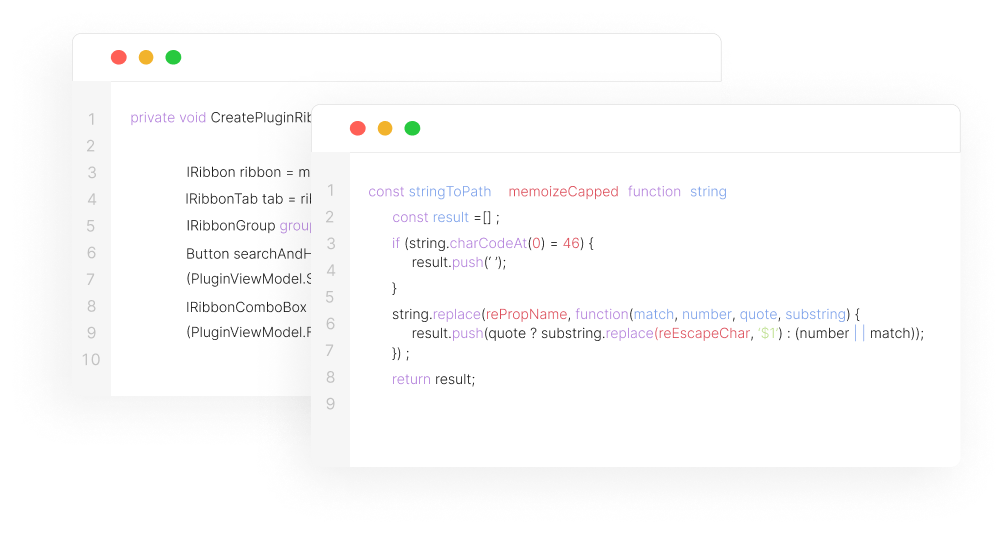 1
2
3
4
5
6
7
8
9
10
private void CreatePluginRib
IRibbon ribbon = m
IRibbonTab tab = ri
IRibbonGroup group
Button searchAndH
(PluginViewModel.S
IRibbonComboBox
(PluginViewModel.F
1
2
3
4
5
6
7
8
9
const stringToPath memoizeCapped function string
const result =[] ;
if (string.charCodeAt(0) = 46) {
result.push(‘ ‘);
}
string.replace(rePropName, function(match, number, quote, substring) {
result.push(quote ? substring.replace(reEscapeChar, '$1') : (number | | match));
}) ;
return result;